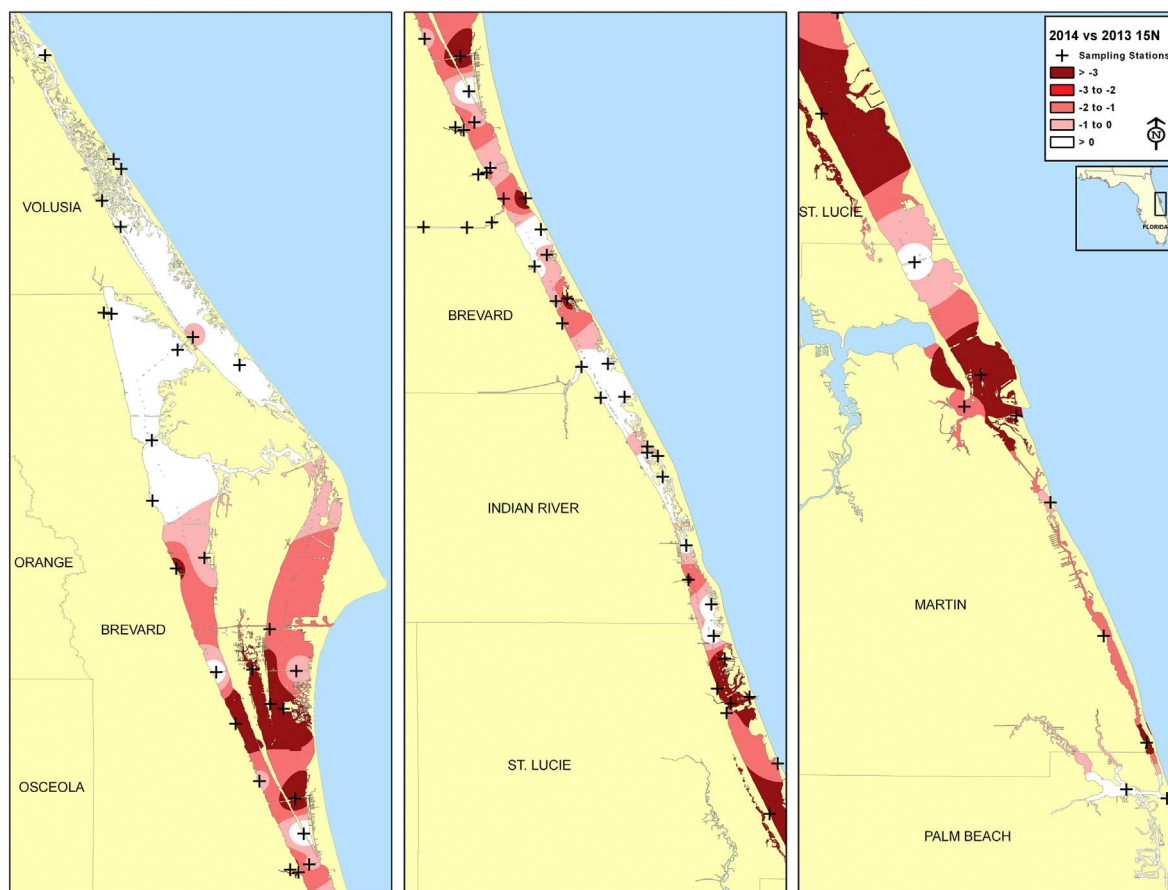 VOLUSIA
ORANGE
BREVARD
OSCEOLA
BREVARD
INDIAN RIVER
ST. LUCIE
2014 vs 2013 15N
Sampling Stations
> -3
-3 to -2
-2 to -1
-1 to 0
> 0
N
FLORIDA
ST. LUCIE
MARTIN
PALM BEACH